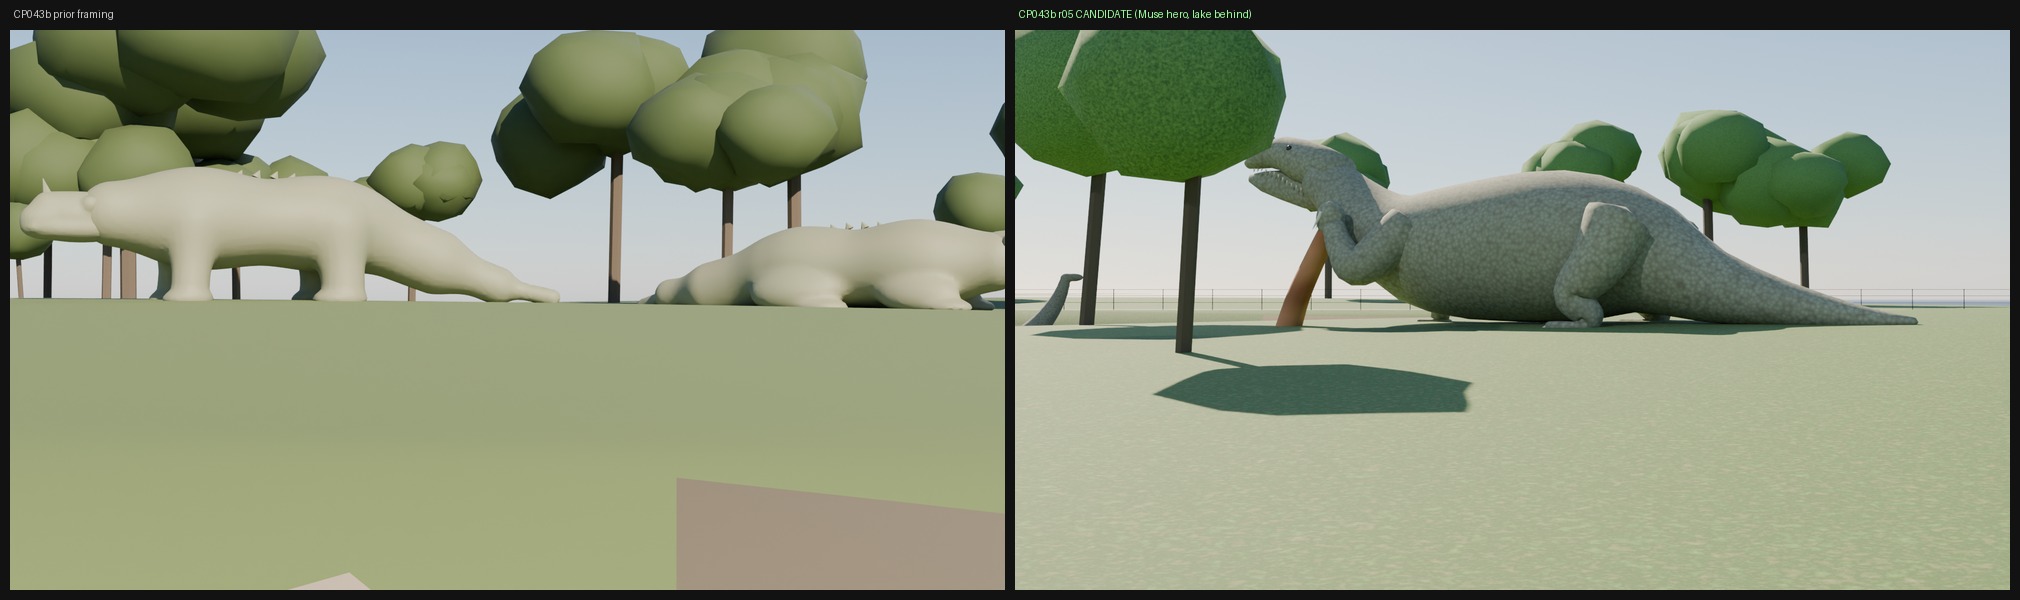 CP043b prior framing
CP043b r05 CANDIDATE (Muse hero, lake behind)